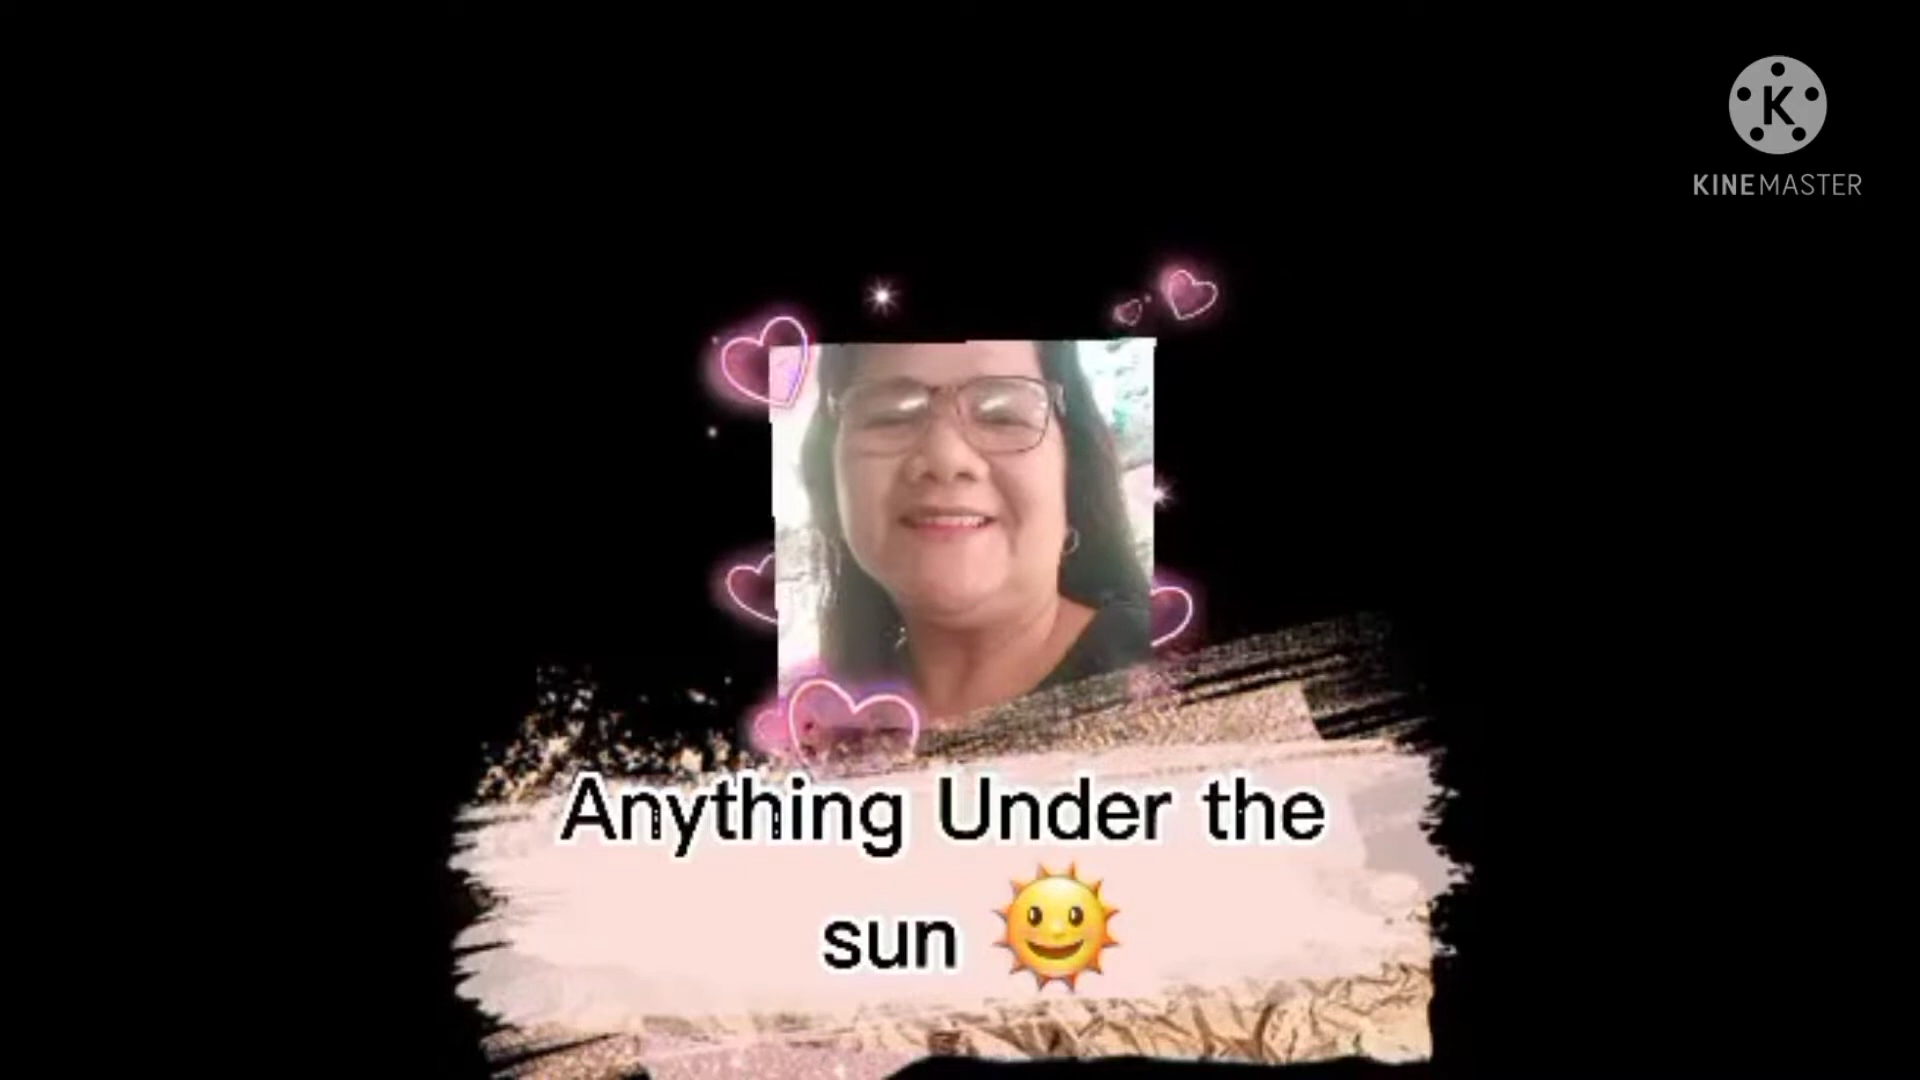 K
KINEMASTER
Anything Under the
sun 🌞